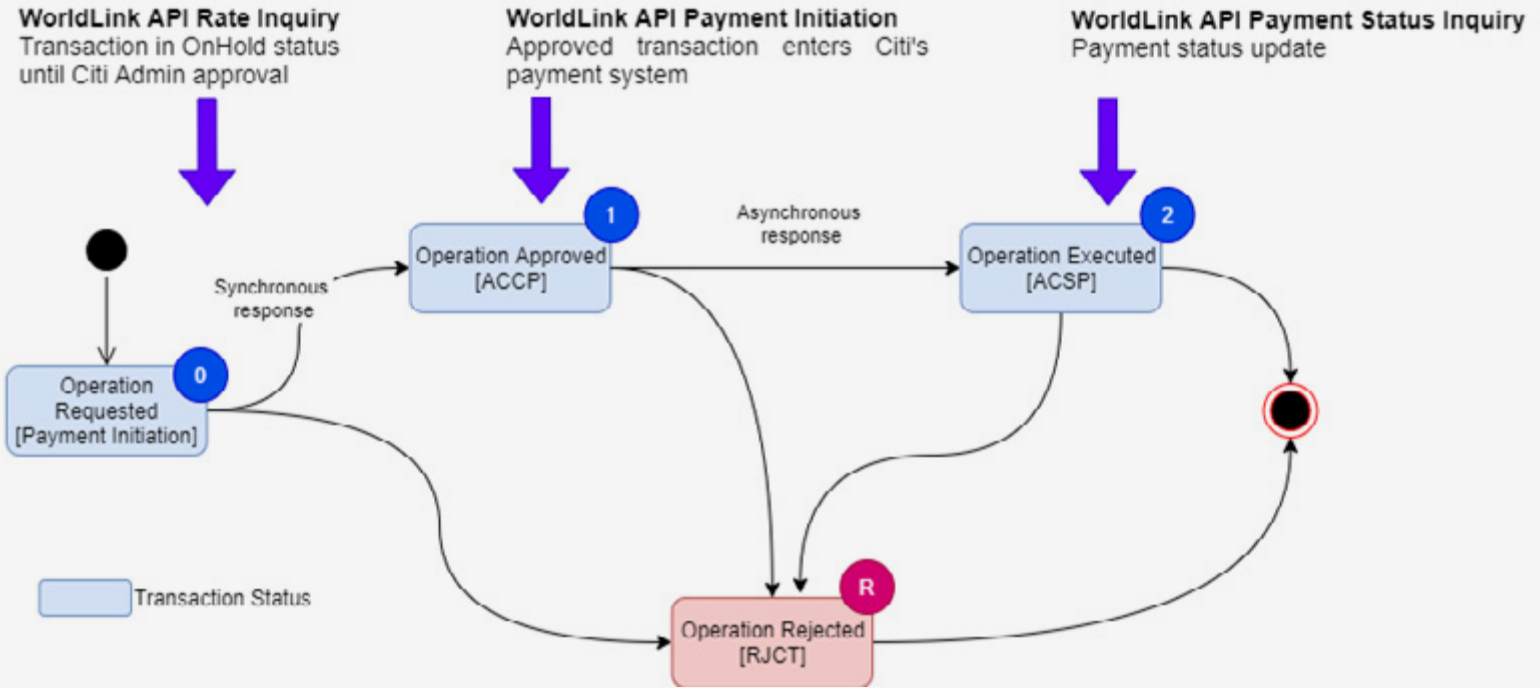 WorldLink API Rate Inquiry
Transaction in OnHold status
until Citi Admin approval
WorldLink API Payment Initiation
Approved transaction enters Citi's
payment system
WorldLink API Payment Status Inquiry
Payment status update
1
Operation Approved
[ACCP]
Asynchronous
response
2
Operation Executed
[ACSP]
Synchronous
response
0
Operation
Requested
[Payment Initiation]
Transaction Status
R
Operation Rejected
[RJCT]